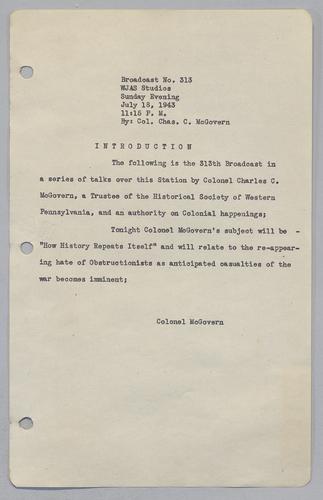 Broadcast No. 313
WJAS Studios
Sunday Evening
July 18, 1943
11:15 P. M.
By: Col. Chas. C. McGovern
I N T R O D U C T I O N
The following is the 313th Broadcast in
a series of talks over this Station by Colonel Charles C.
McGovern, a Trustee of the Historical Society of Western
Pennsylvania, and an authority on Colonial happenings;
Tonight Colonel McGovern's subject will be -
"How History Repeats Itself" and will relate to the re-appear-
ing hate of Obstructionists as anticipated casualties of the
war becomes imminent;
Colonel McGovern